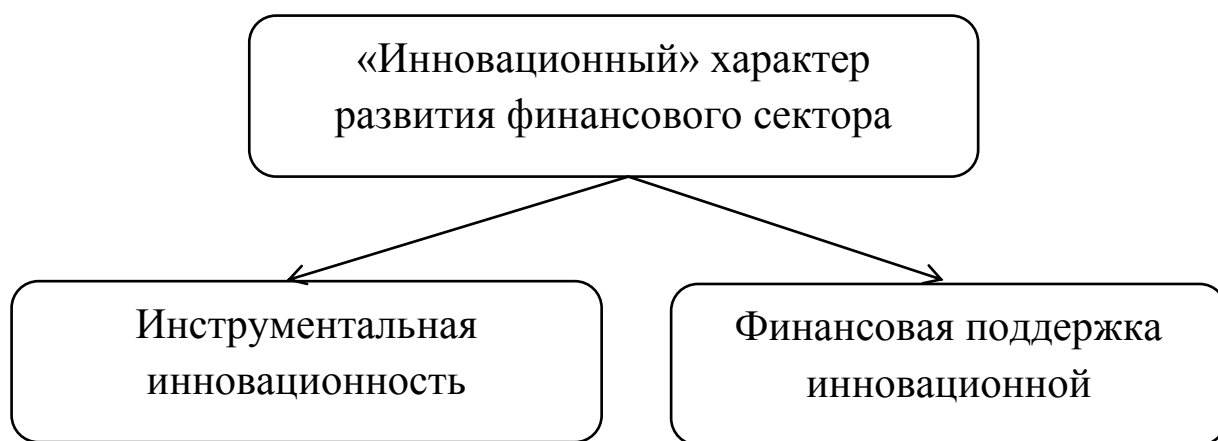 «Инновационный» характер
развития финансового сектора
Инструментальная
инновационность
Финансовая поддержка
инновационной